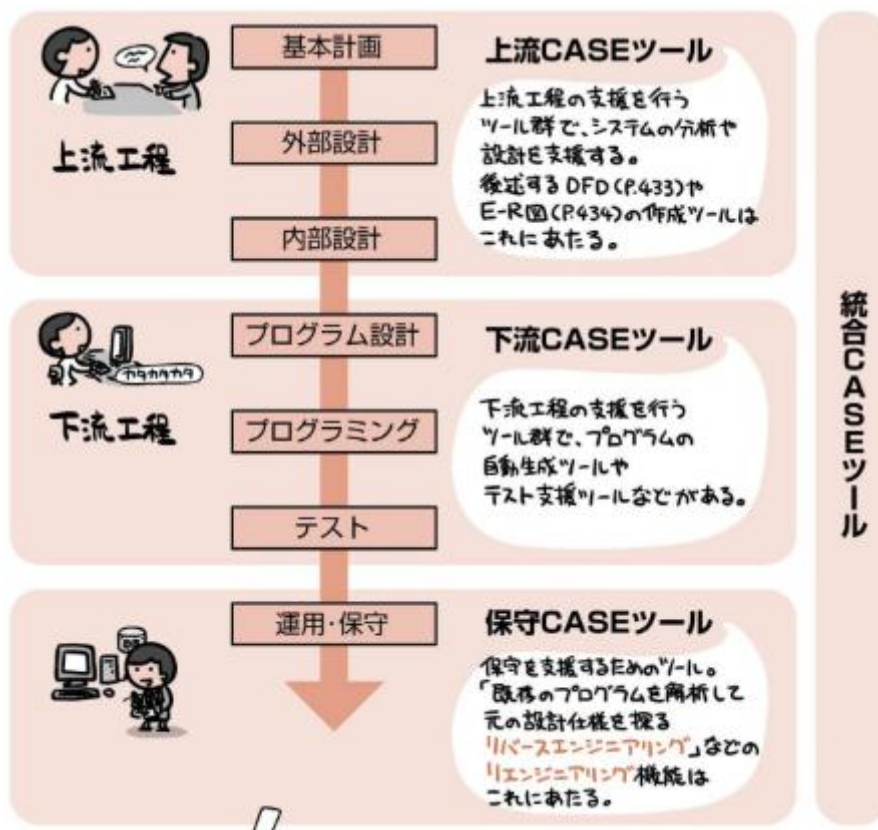 基本計画
上流CASEツール
上流工程の支援を行う
ツール群で、システムの分析や
設計を支援する。
後述するDFD(P.433)や
E-R図(P.434)の作成ツールは
これにあたる。
外部設計
上流工程
内部設計
プログラム設計
下流CASEツール
カタカタカタ
下流工程の支援を行う
ツール群で、プログラムの
自動生成ツールや
テスト支援ツールなどがある。
下流工程
プログラミング
テスト
運用・保守
保守CASEツール
保守を支援するためのツール。
「既存のプログラムを解析して
元の設計仕様を探る
リバースエンジニアリング」などの
リエンジニアリング機能は
これにあたる。
統合CASEツール